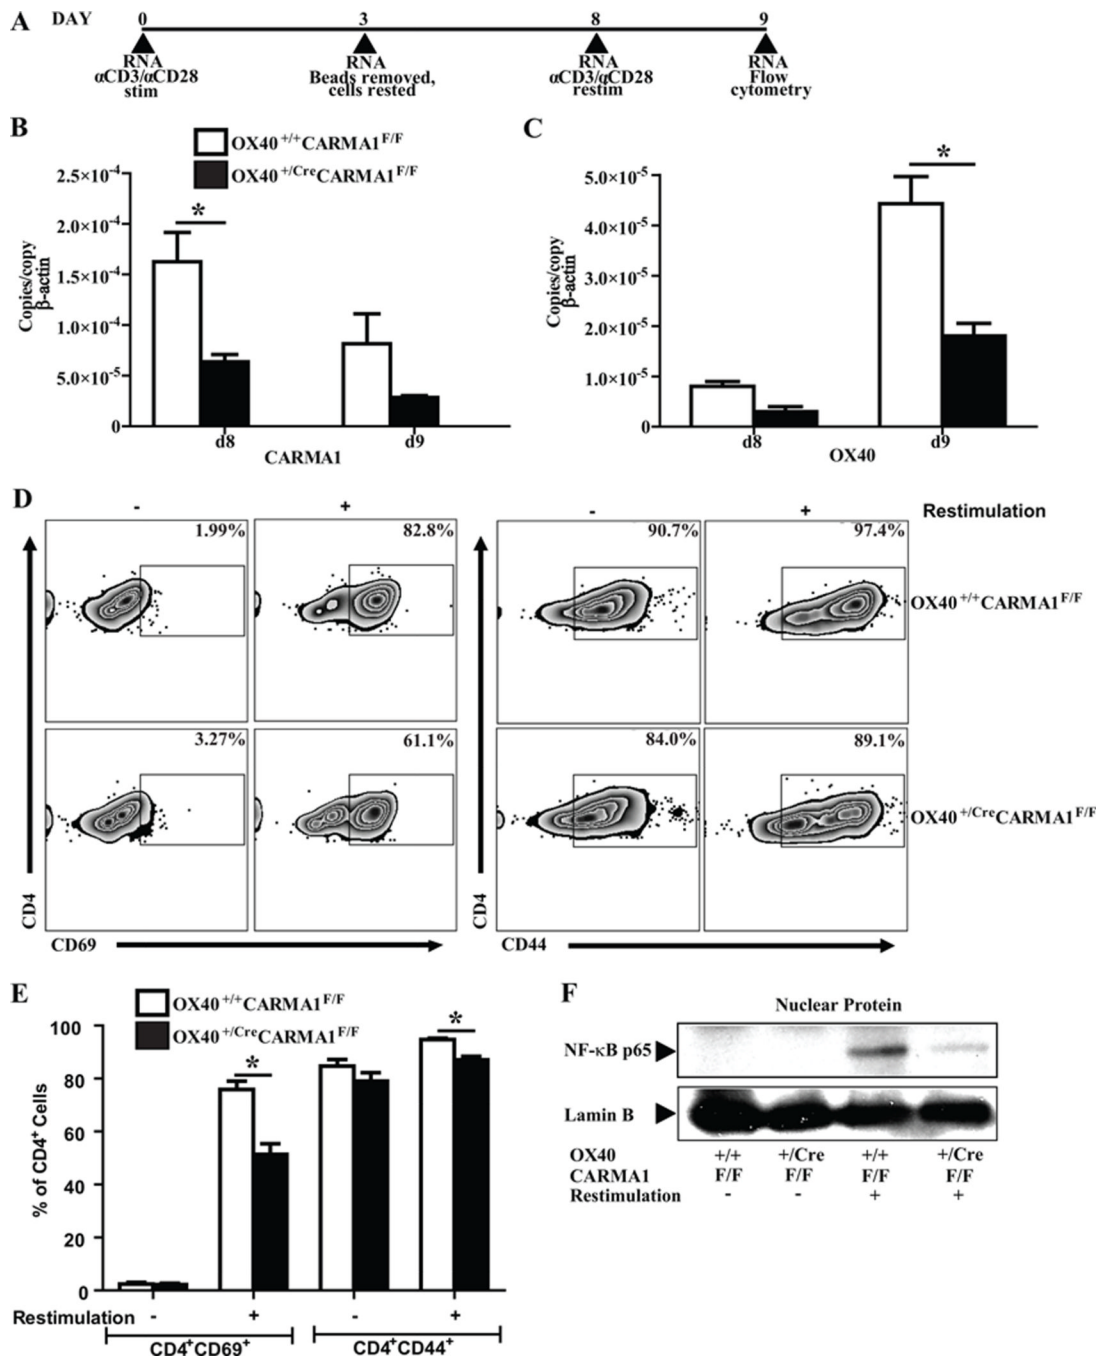 A DAY 0 3 8 9
RNA RNA RNA RNA
αCD3/αCD28 Beads removed, αCD3/αCD28 Flow
stim cells rested restim cytometry
B
OX40+/+CARMA1F/F
OX40+/CreCARMA1F/F
2.5×10-4
2.0×10-4
1.5×10-4
1.0×10-4
5.0×10-5
0
Copies/copy
β-actin
*
d8 d9
CARMA1
C
5.0×10-5
4.0×10-5
5.0×10-5
2.0×10-5
1.0×10-5
0
Copies/copy
β-actin
*
d8 d9
OX40
D
- + - + Restimulation
1.99% 82.8% 90.7% 97.4%
OX40+/+CARMA1F/F
3.27% 61.1% 84.0% 89.1%
OX40+/CreCARMA1F/F
CD4 CD4
CD69 CD44
E
OX40+/+CARMA1F/F
OX40+/CreCARMA1F/F
100
80
60
40
20
0
% of CD4+ Cells
* *
Restimulation - + - +
CD4+CD69+ CD4+CD44+
F
Nuclear Protein
NF-κB p65
Lamin B
OX40 +/+ +/Cre +/+ +/Cre
CARMA1 F/F F/F F/F F/F
Restimulation - - + +